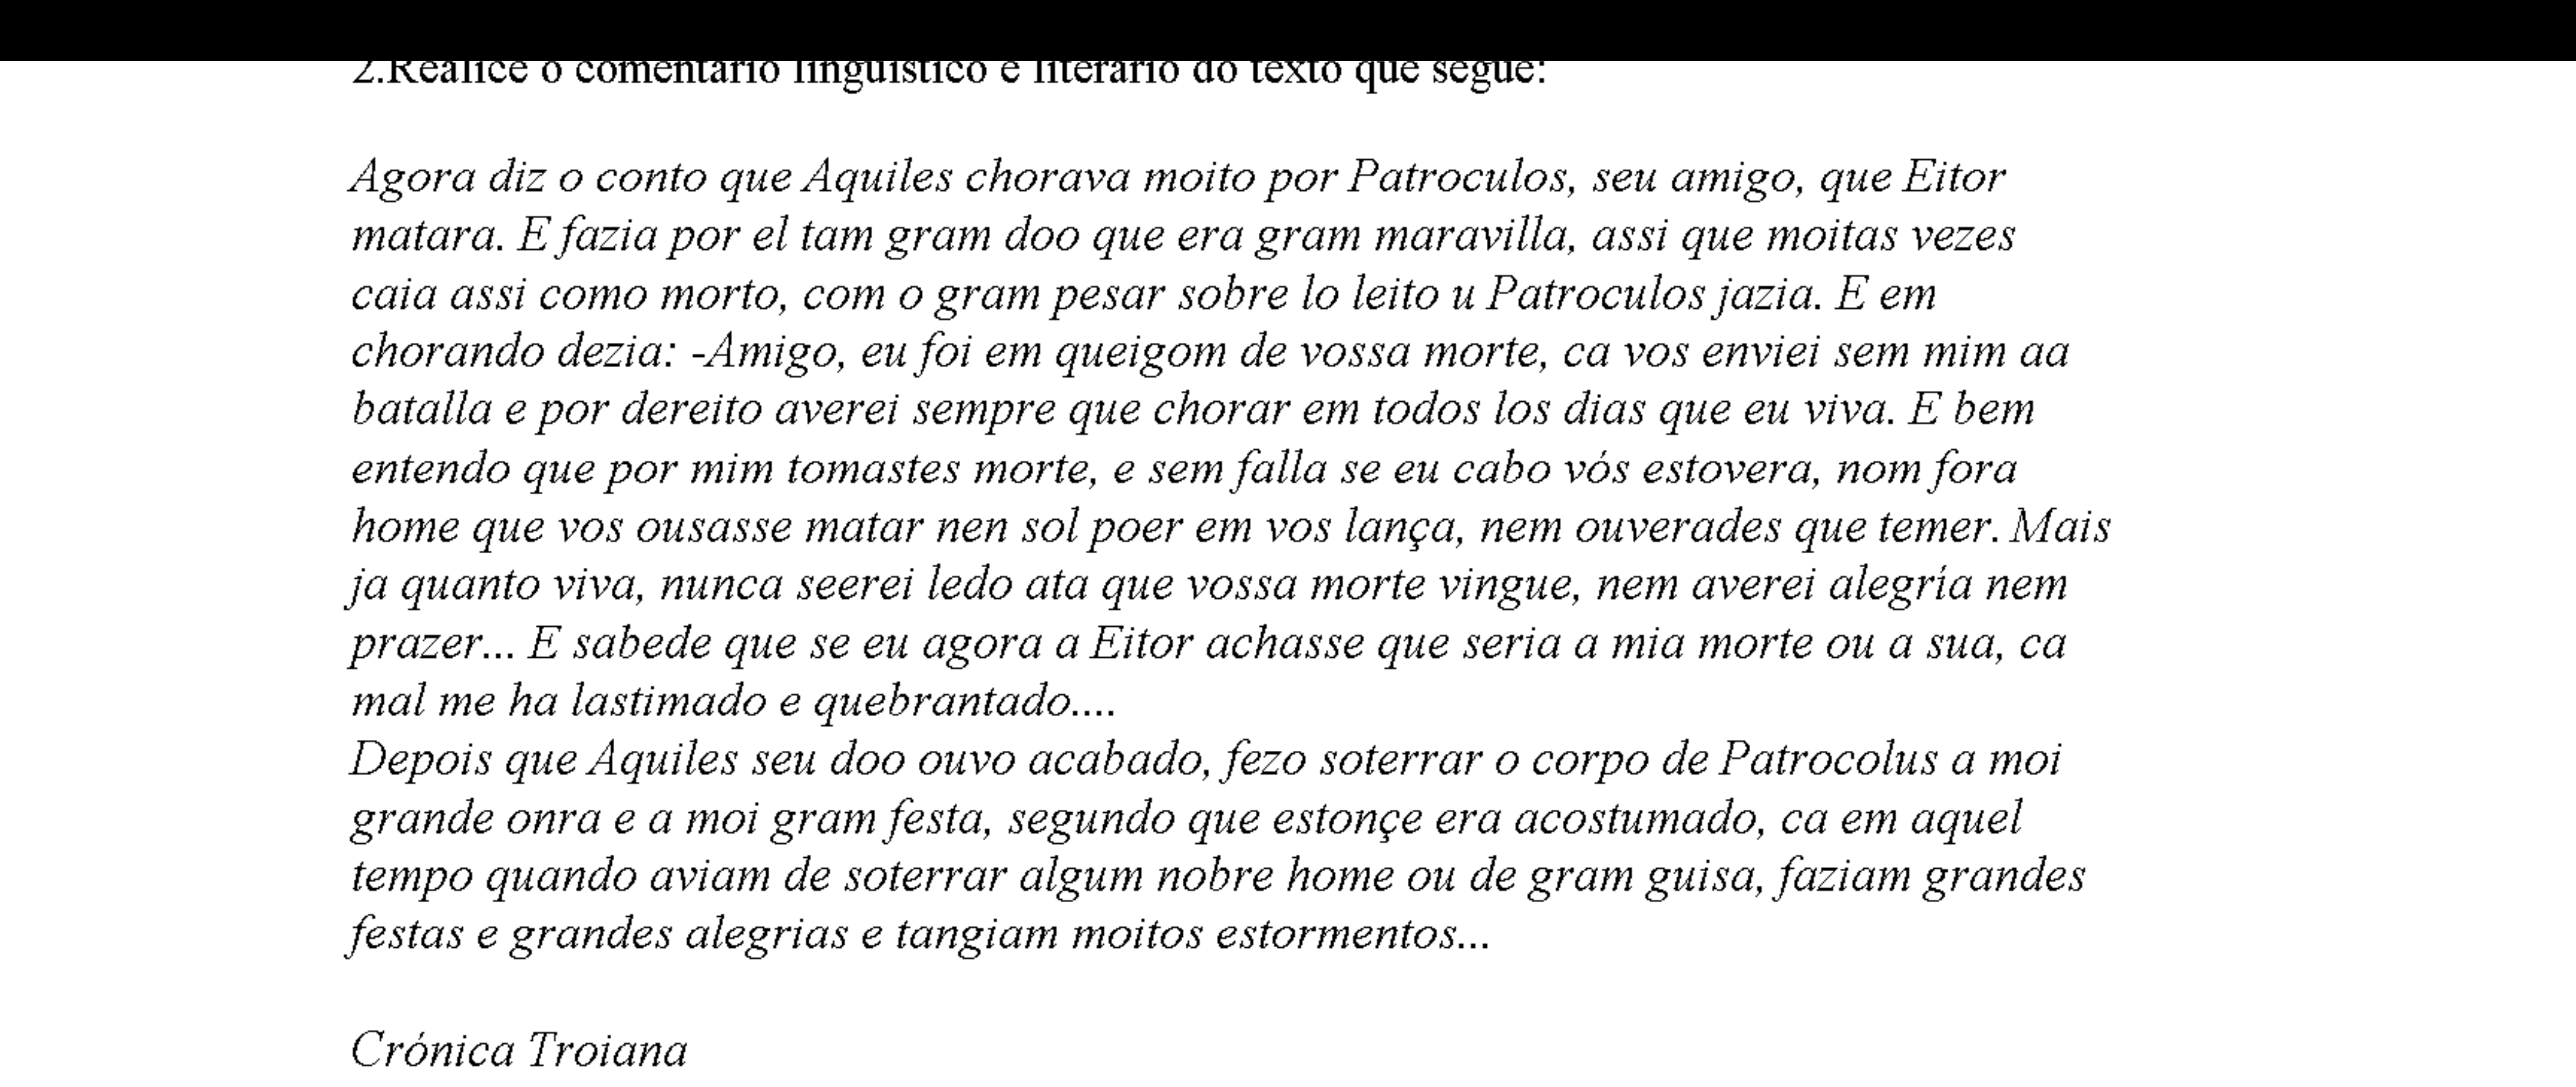 2.Realice o comentario lingüístico e literario do texto que segue:
Agora diz o conto que Aquiles chorava moito por Patroculos, seu amigo, que Eitor
matara. E fazia por el tam gram doo que era gram maravilla, assi que moitas vezes
caia assi como morto, com o gram pesar sobre lo leito u Patroculos jazia. E em
chorando dezia: -Amigo, eu foi em queigom de vossa morte, ca vos enviei sem mim aa
batalla e por dereito averei sempre que chorar em todos los dias que eu viva. E bem
entendo que por mim tomastes morte, e sem falla se eu cabo vós estovera, nom fora
home que vos ousasse matar nen sol poer em vos lança, nem ouverades que temer. Mais
ja quanto viva, nunca seerei ledo ata que vossa morte vingue, nem averei alegría nem
prazer... E sabede que se eu agora a Eitor achasse que seria a mia morte ou a sua, ca
mal me ha lastimado e quebrantado....
Depois que Aquiles seu doo ouvo acabado, fezo soterrar o corpo de Patrocolus a moi
grande onra e a moi gram festa, segundo que estonçe era acostumado, ca em aquel
tempo quando aviam de soterrar algum nobre home ou de gram guisa, faziam grandes
festas e grandes alegrias e tangiam moitos estormentos...
Crónica Troiana